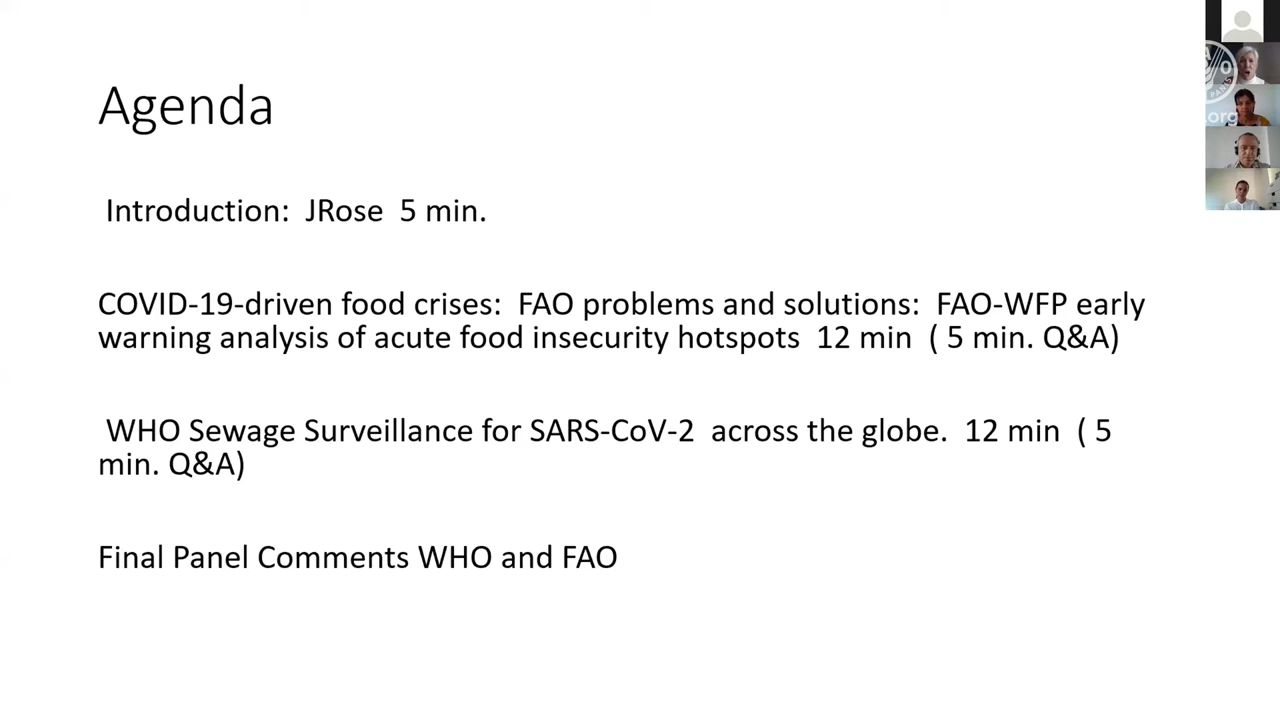 Agenda
Introduction: JRose 5 min.
COVID-19-driven food crises: FAO problems and solutions: FAO-WFP early
warning analysis of acute food insecurity hotspots 12 min ( 5 min. Q&A)
WHO Sewage Surveillance for SARS-CoV-2 across the globe. 12 min ( 5
min. Q&A)
Final Panel Comments WHO and FAO
.org